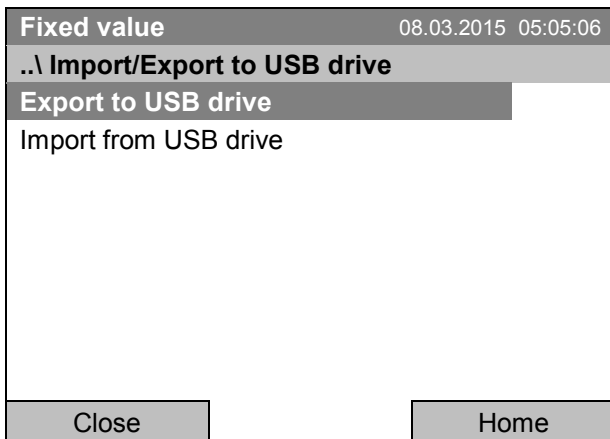 Fixed value 08.03.2015 05:05:06
..\ Import/Export to USB drive
Export to USB drive
Import from USB drive
Close Home